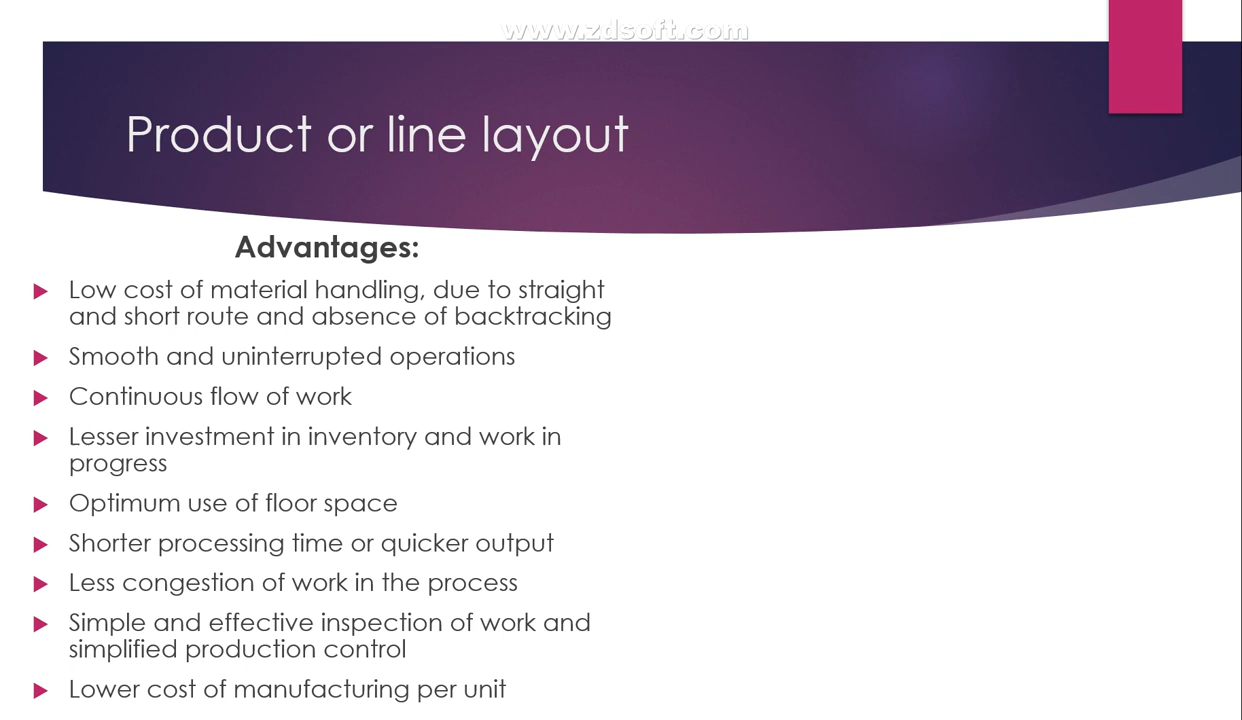 www.zdsoft.com
Product or line layout
Advantages:
Low cost of material handling, due to straight
and short route and absence of backtracking
Smooth and uninterrupted operations
Continuous flow of work
Lesser investment in inventory and work in
progress
Optimum use of floor space
Shorter processing time or quicker output
Less congestion of work in the process
Simple and effective inspection of work and
simplified production control
Lower cost of manufacturing per unit